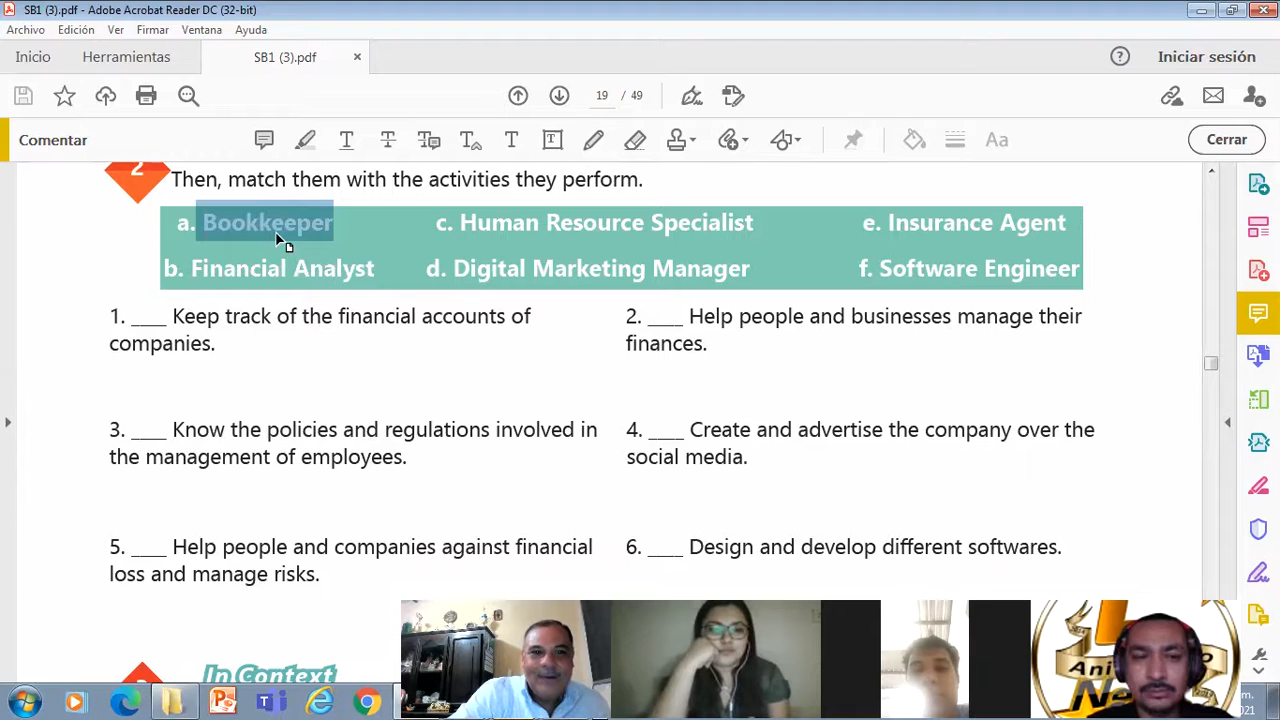 SB1 (3).pdf - Adobe Acrobat Reader DC (32-bit)
Archivo Edición Ver Firmar Ventana Ayuda
Inicio Herramientas SB1 (3).pdf × Iniciar sesión
19 / 49
Comentar Aa Cerrar
2 Then, match them with the activities they perform.
a. Bookkeeper c. Human Resource Specialist e. Insurance Agent
b. Financial Analyst d. Digital Marketing Manager f. Software Engineer
1. ____ Keep track of the financial accounts of
companies.
2. ____ Help people and businesses manage their
finances.
3. ____ Know the policies and regulations involved in
the management of employees.
4. ____ Create and advertise the company over the
social media.
5. ____ Help people and companies against financial
loss and manage risks.
6. ____ Design and develop different softwares.
In Context